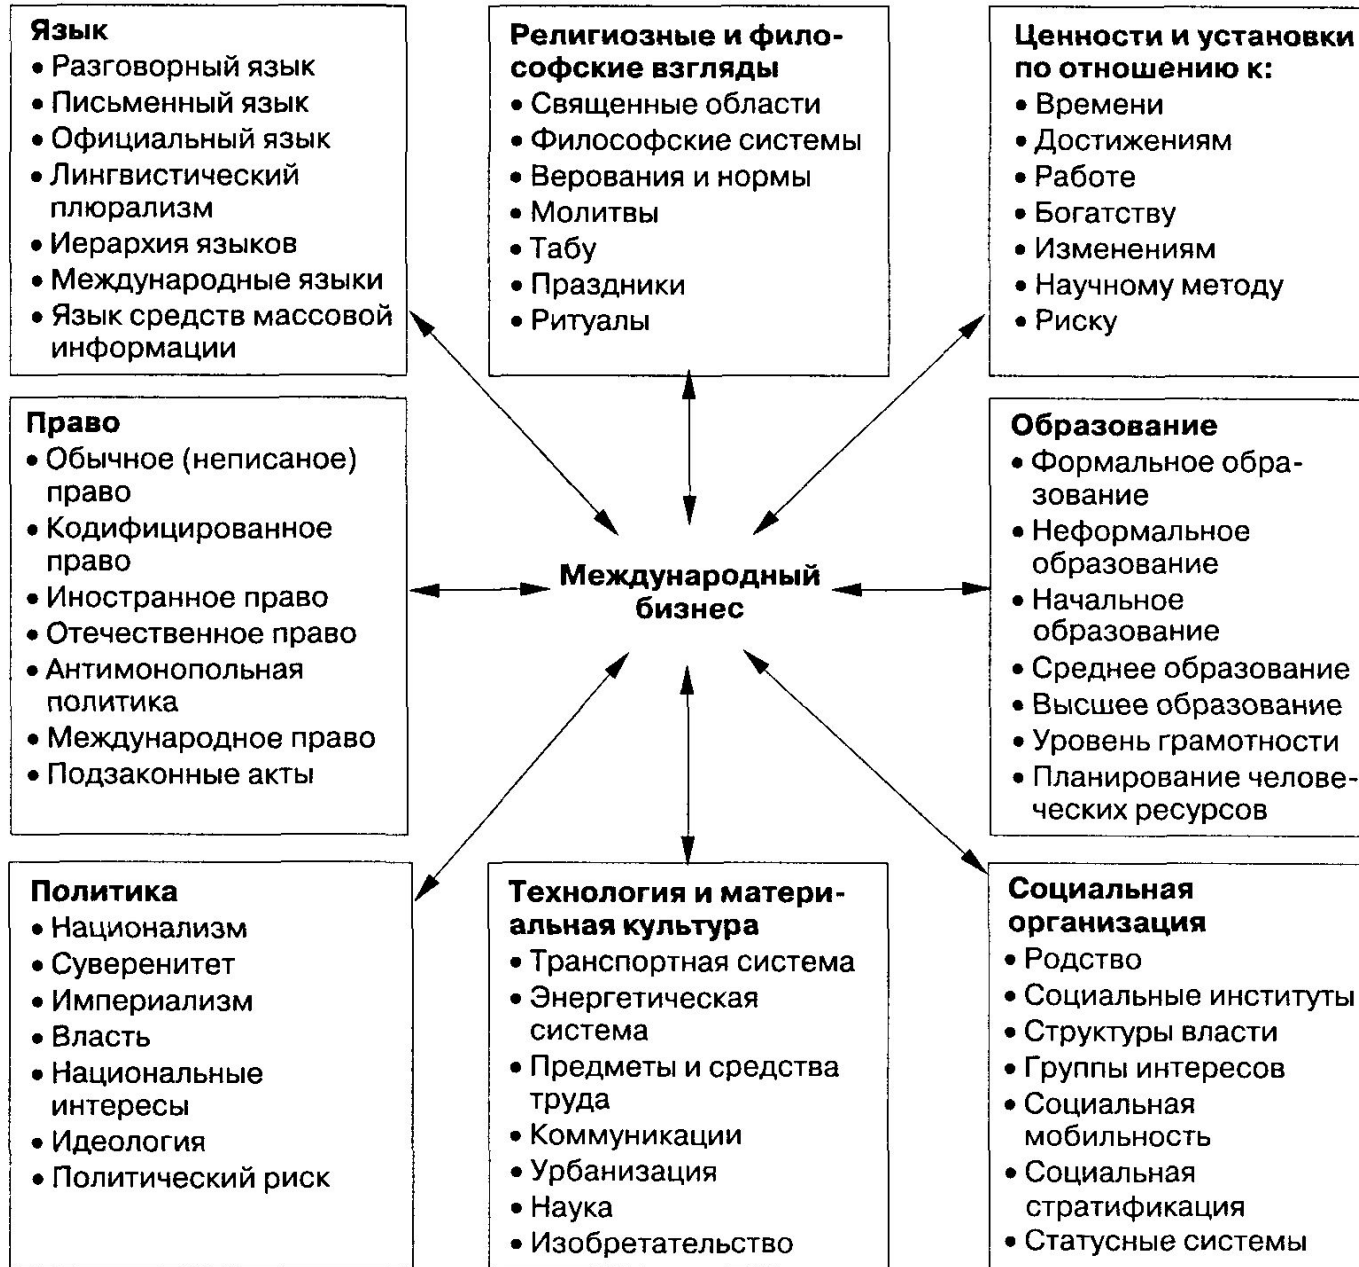 Язык
• Разговорный язык
• Письменный язык
• Официальный язык
• Лингвистический
плюрализм
• Иерархия языков
• Международные языки
• Язык средств массовой
информации
Религиозные и фило-
софские взгляды
• Священные области
• Философские системы
• Верования и нормы
• Молитвы
• Табу
• Праздники
• Ритуалы
Ценности и установки
по отношению к:
• Времени
• Достижениям
• Работе
• Богатству
• Изменениям
• Научному методу
• Риску
Право
• Обычное (неписаное)
право
• Кодифицированное
право
• Иностранное право
• Отечественное право
• Антимонопольная
политика
• Международное право
• Подзаконные акты
Международный
бизнес
Образование
• Формальное обра-
зование
• Неформальное
образование
• Начальное
образование
• Среднее образование
• Высшее образование
• Уровень грамотности
• Планирование челове-
ческих ресурсов
Политика
• Национализм
• Суверенитет
• Империализм
• Власть
• Национальные
интересы
• Идеология
• Политический риск
Технология и матери-
альная культура
• Транспортная система
• Энергетическая
система
• Предметы и средства
труда
• Коммуникации
• Урбанизация
• Наука
• Изобретательство
Социальная
организация
• Родство
• Социальные институты
• Структуры власти
• Группы интересов
• Социальная
мобильность
• Социальная
стратификация
• Статусные системы